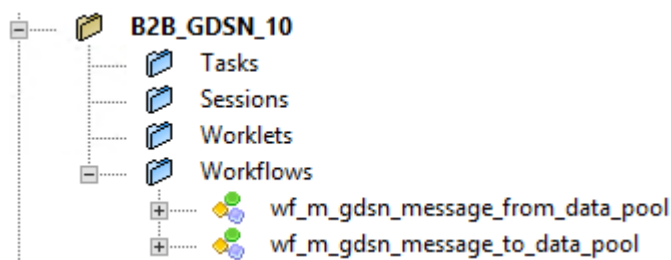 B2B_GDSN_10
Tasks
Sessions
Worklets
Workflows
wf_m_gdsn_message_from_data_pool
wf_m_gdsn_message_to_data_pool